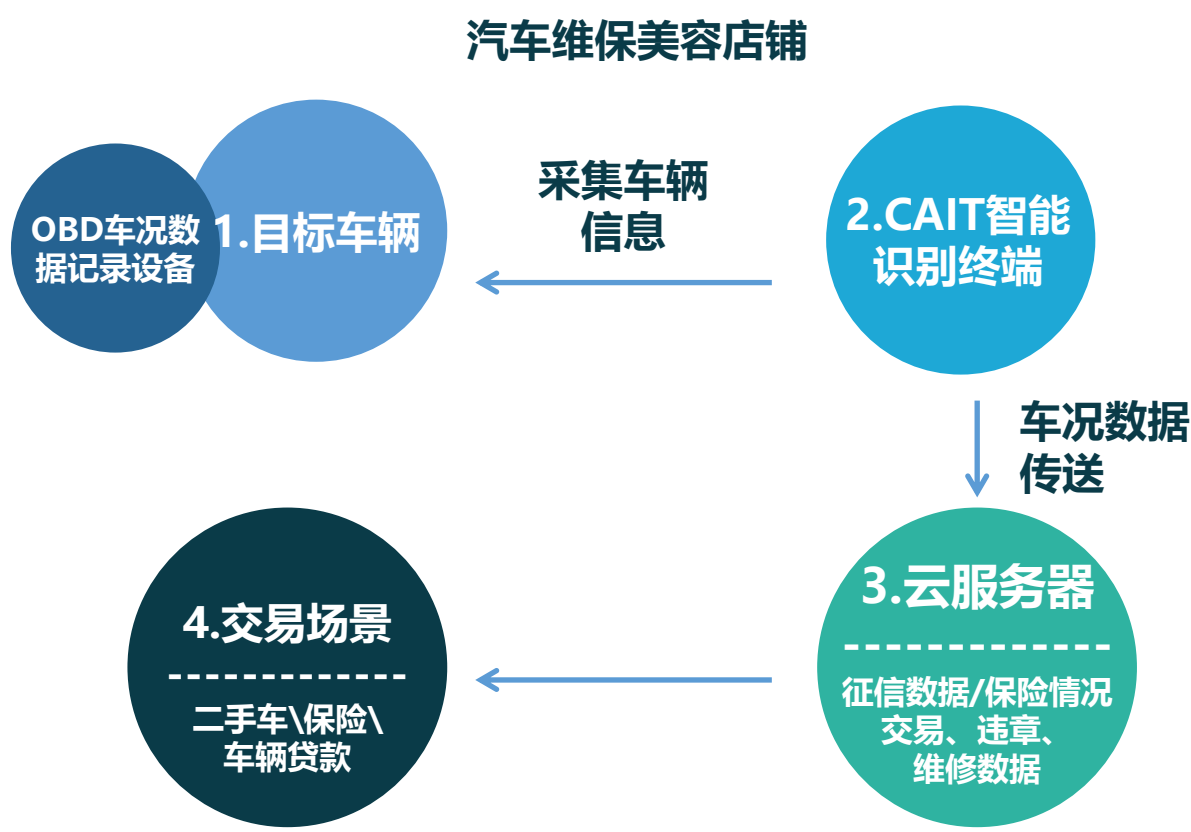 汽车维保美容店铺
OBD车况数
据记录设备
1.目标车辆
采集车辆
信息
2.CAIT智能
识别终端
车况数据
传送
4.交易场景
-------------
二手车\保险\
车辆贷款
3.云服务器
-------------
征信数据/保险情况
交易、违章、
维修数据